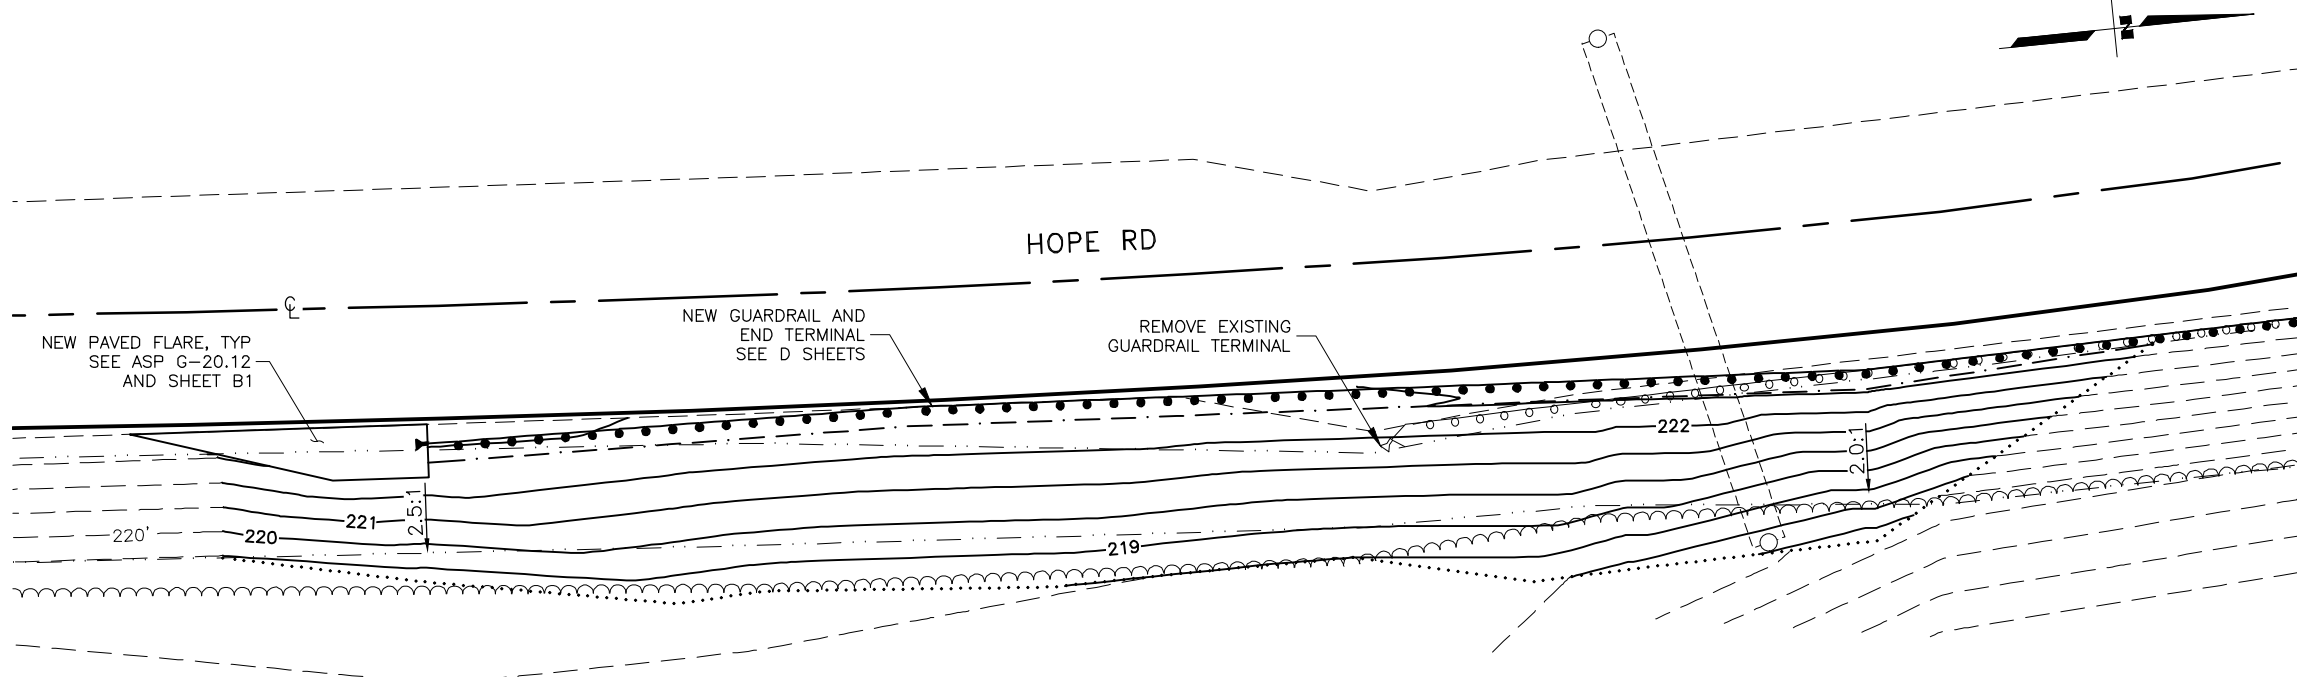 N
HOPE RD
℄
NEW PAVED FLARE, TYP
SEE ASP G-20.12
AND SHEET B1
NEW GUARDRAIL AND
END TERMINAL
SEE D SHEETS
REMOVE EXISTING
GUARDRAIL TERMINAL
222
2.0:1
221
2.5:1
220'
220
219